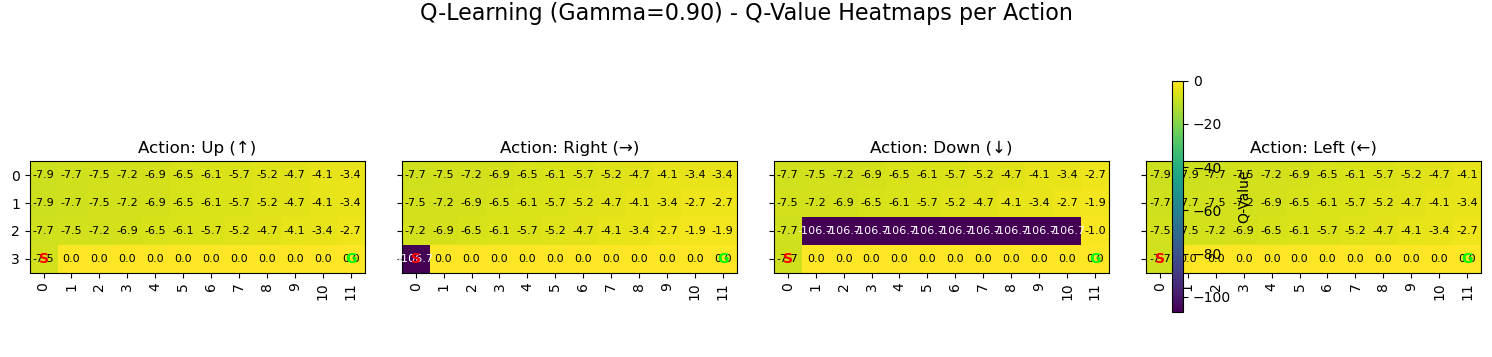 Q-Learning (Gamma=0.90) - Q-Value Heatmaps per Action
Action: Up (↑)
0 -7.9 -7.7 -7.5 -7.2 -6.9 -6.5 -6.1 -5.7 -5.2 -4.7 -4.1 -3.4
1 -7.9 -7.7 -7.5 -7.2 -6.9 -6.5 -6.1 -5.7 -5.2 -4.7 -4.1 -3.4
2 -7.7 -7.5 -7.2 -6.9 -6.5 -6.1 -5.7 -5.2 -4.7 -4.1 -3.4 -2.7
3 S 0.0 0.0 0.0 0.0 0.0 0.0 0.0 0.0 0.0 0.0 G
0 1 2 3 4 5 6 7 8 9 10 11
Action: Right (→)
-7.7 -7.5 -7.2 -6.9 -6.5 -6.1 -5.7 -5.2 -4.7 -4.1 -3.4 -3.4
-7.5 -7.2 -6.9 -6.5 -6.1 -5.7 -5.2 -4.7 -4.1 -3.4 -2.7 -2.7
-7.2 -6.9 -6.5 -6.1 -5.7 -5.2 -4.7 -4.1 -3.4 -2.7 -1.9 -1.9
S 0.0 0.0 0.0 0.0 0.0 0.0 0.0 0.0 0.0 0.0 G
0 1 2 3 4 5 6 7 8 9 10 11
Action: Down (↓)
-7.7 -7.5 -7.2 -6.9 -6.5 -6.1 -5.7 -5.2 -4.7 -4.1 -3.4 -2.7
-7.5 -7.2 -6.9 -6.5 -6.1 -5.7 -5.2 -4.7 -4.1 -3.4 -2.7 -1.9
-7.2 -106.7 -106.7 -106.7 -106.7 -106.7 -106.7 -106.7 -106.7 -106.7 -106.7 -1.0
S 0.0 0.0 0.0 0.0 0.0 0.0 0.0 0.0 0.0 0.0 G
0 1 2 3 4 5 6 7 8 9 10 11
Action: Left (←)
-7.9 -7.7 -6.9 -6.5 -6.1 -5.7 -5.2 -4.7 -4.1
-7.7 -7.2 -6.9 -6.5 -6.1 -5.7 -5.2 -4.7 -4.1 -3.4
-7.5 -7.2 -6.9 -6.5 -6.1 -5.7 -5.2 -4.7 -4.1 -3.4 -2.7
S 0.0 0.0 0.0 0.0 0.0 0.0 0.0 0.0 G
0 1 2 3 4 5 6 7 8 9 10 11
0
−20
−40
−60
−80
−100
Q-Value